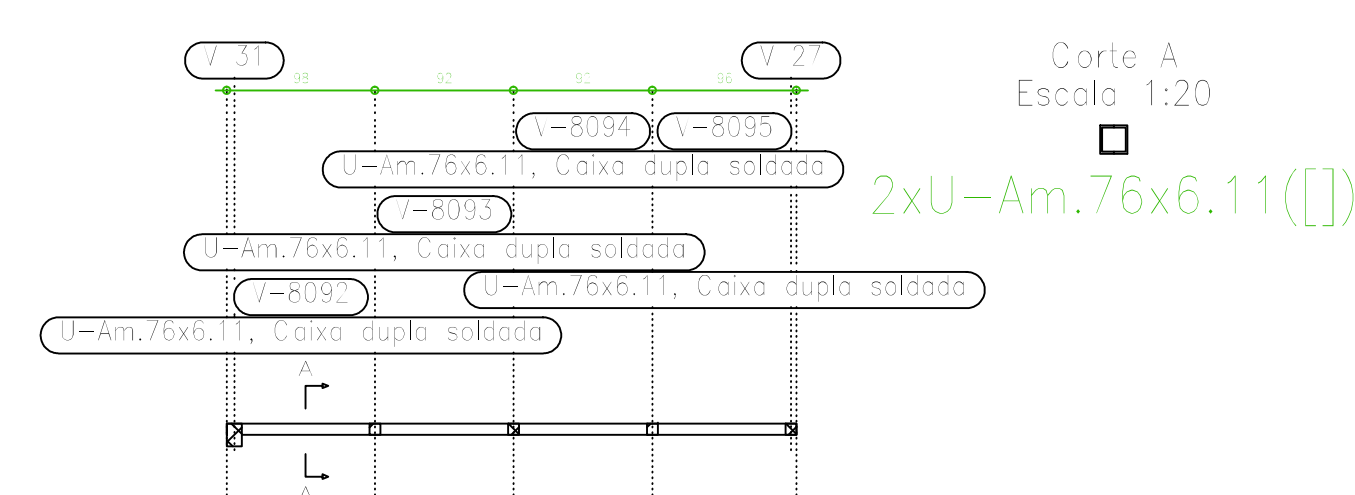 V 31
V 27
Corte A
Escala 1:20
98
92
92
96
V-8094
V-8095
U-Am.76x6.11, Caixa dupla soldada
2xU-Am.76x6.11([])
V-8093
U-Am.76x6.11, Caixa dupla soldada
U-Am.76x6.11, Caixa dupla soldada
V-8092
U-Am.76x6.11, Caixa dupla soldada
A
A